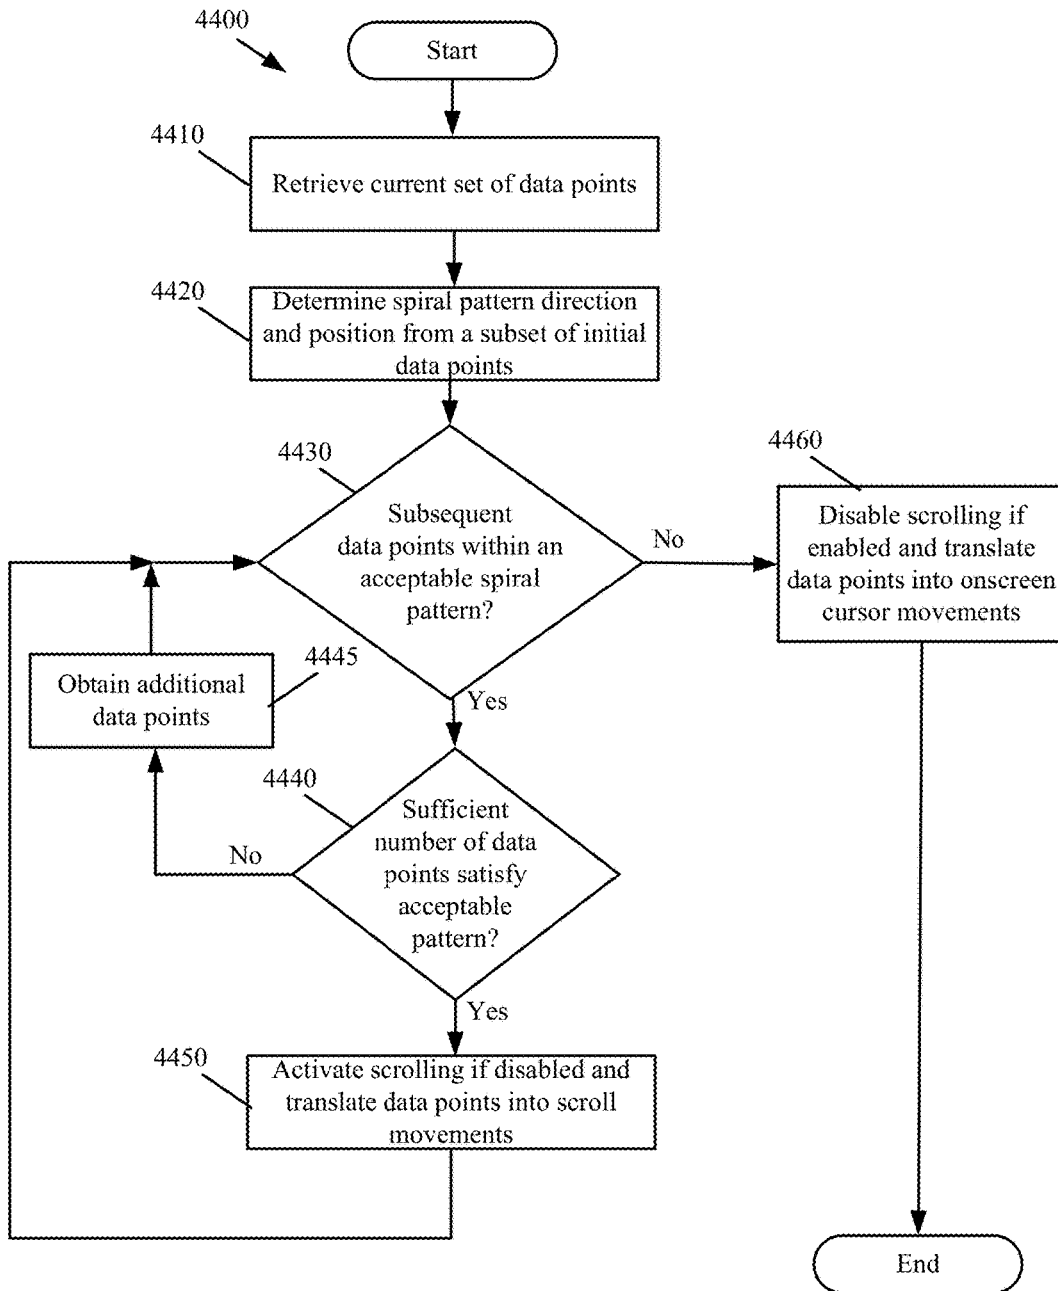 4400
Start
4410
Retrieve current set of data points
4420
Determine spiral pattern direction
and position from a subset of initial
data points
4430
Subsequent
data points within an
acceptable spiral
pattern?
No
4460
Disable scrolling if
enabled and translate
data points into onscreen
cursor movements
Yes
4445
Obtain additional
data points
4440
Sufficient
number of data
points satisfy
acceptable
pattern?
No
Yes
4450
Activate scrolling if disabled and
translate data points into scroll
movements
End